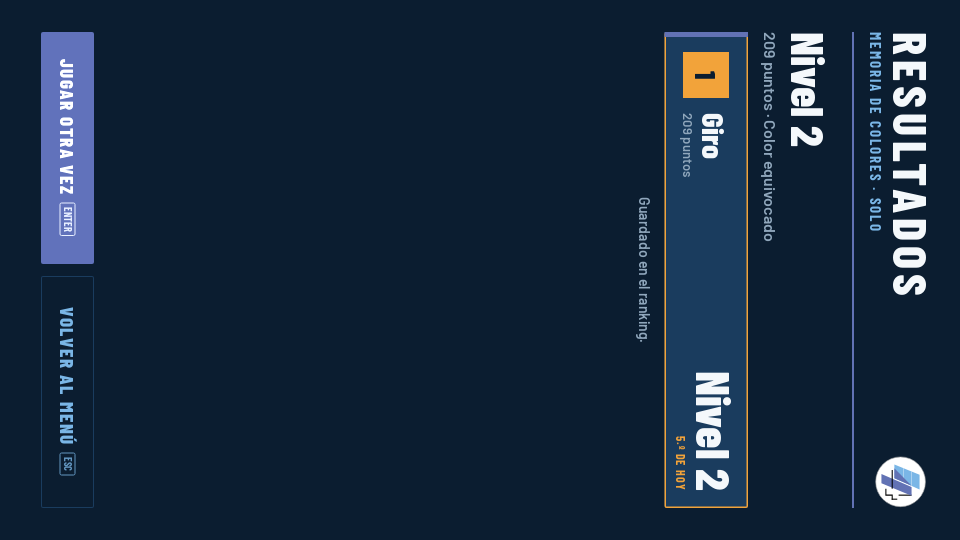 RESULTADOS
MEMORIA DE COLORES · SOLO
Nivel 2
209 puntos · Color equivocado
1
Giro
209 puntos
Nivel 2
5.º DE HOY
Guardado en el ranking.
JUGAR OTRA VEZ ENTER
VOLVER AL MENÚ ESC